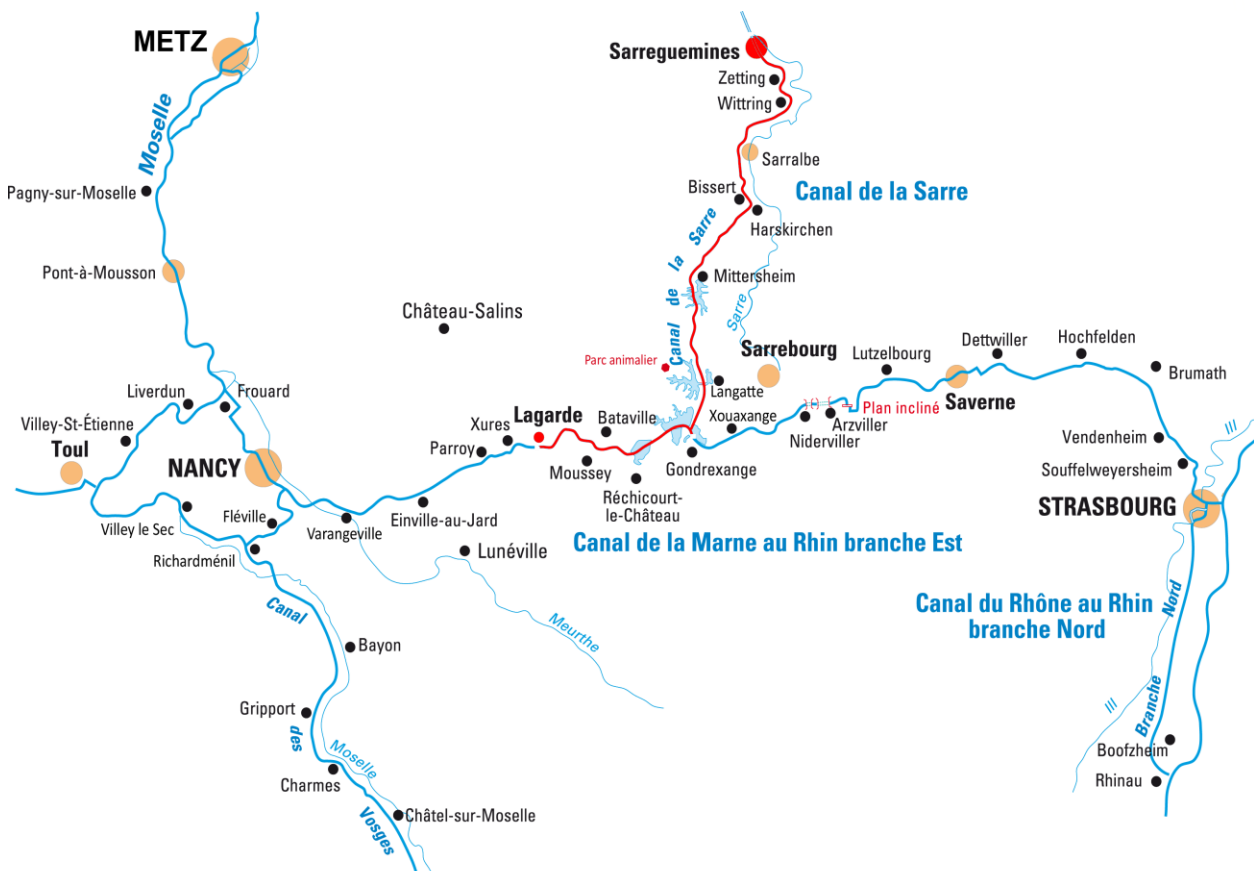 METZ
Sarreguemines
Zetting
Wittring
Moselle
Sarralbe
Pagny-sur-Moselle
Bissert
Canal de la Sarre
Harskirchen
Canal de la Sarre
Pont-à-Mousson
Mittersheim
Sarre
Château-Salins
Parc animalier
Sarrebourg
Lutzelbourg
Dettwiller
Hochfelden
Brumath
Liverdun
Frouard
Langatte
Saverne
Villey-St-Étienne
Toul
Xures
Lagarde
Bataville
Xouaxange
Plan incliné
Arzviller
Niderviller
Ill
NANCY
Parroy
Moussey
Gondrexange
Vendenheim
Souffelweyersheim
Réchicourt-
le-Château
STRASBOURG
Villey le Sec
Fléville
Varangeville
Einville-au-Jard
Richardménil
Lunéville
Canal de la Marne au Rhin branche Est
Canal
des
Vosges
Meurthe
Canal du Rhône au Rhin
branche Nord
Branche
Nord
Bayon
Gripport
Moselle
Ill
Charmes
Boofzheim
Rhinau
Châtel-sur-Moselle